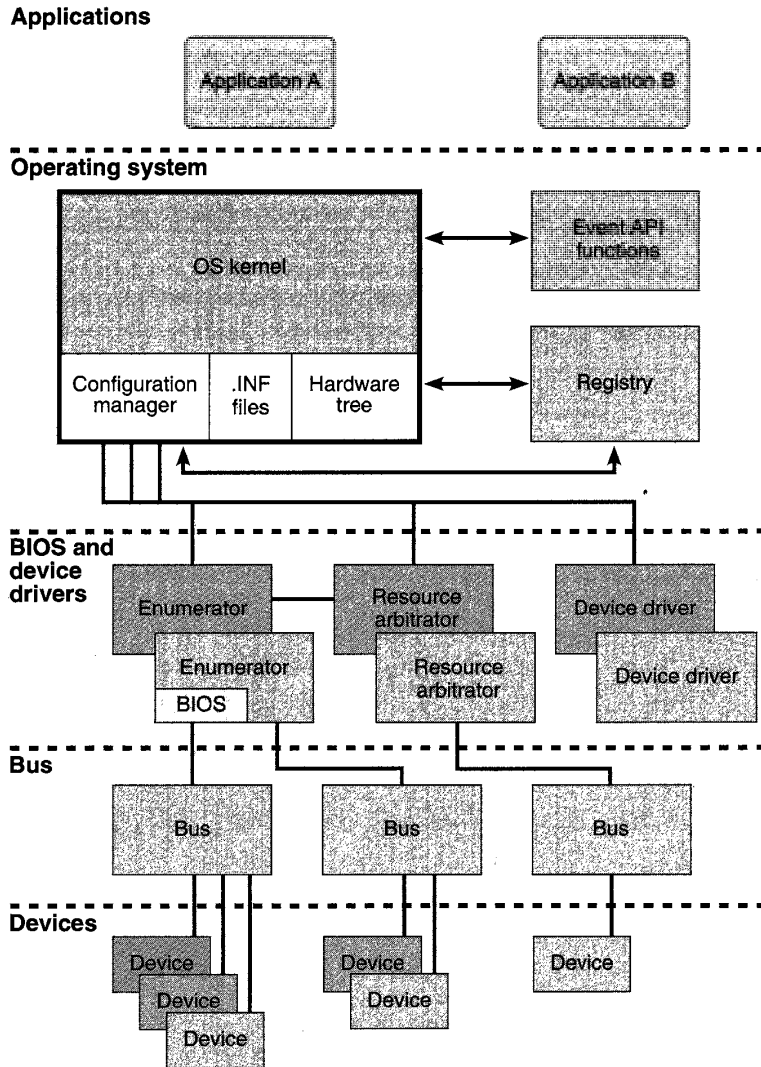 Applications
Application A
Application B
Operating system
OS kernel
Event API
functions
Configuration
manager
.INF
files
Hardware
tree
Registry
BIOS and
device
drivers
Enumerator
Resource
arbitrator
Device driver
Enumerator
BIOS
Resource
arbitrator
Device driver
Bus
Bus
Bus
Bus
Devices
Device
Device
Device
Device
Device
Device